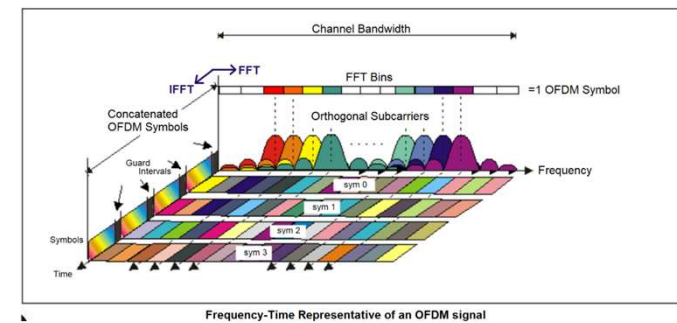 Channel Bandwidth
IFFT
FFT
FFT Bins
=1 OFDM Symbol
Concatenated
OFDM Symbols
Orthogonal Subcarriers
Guard
Intervals
Frequency
sym 0
sym 1
sym 2
sym 3
Symbols
Time
Frequency-Time Representative of an OFDM signal